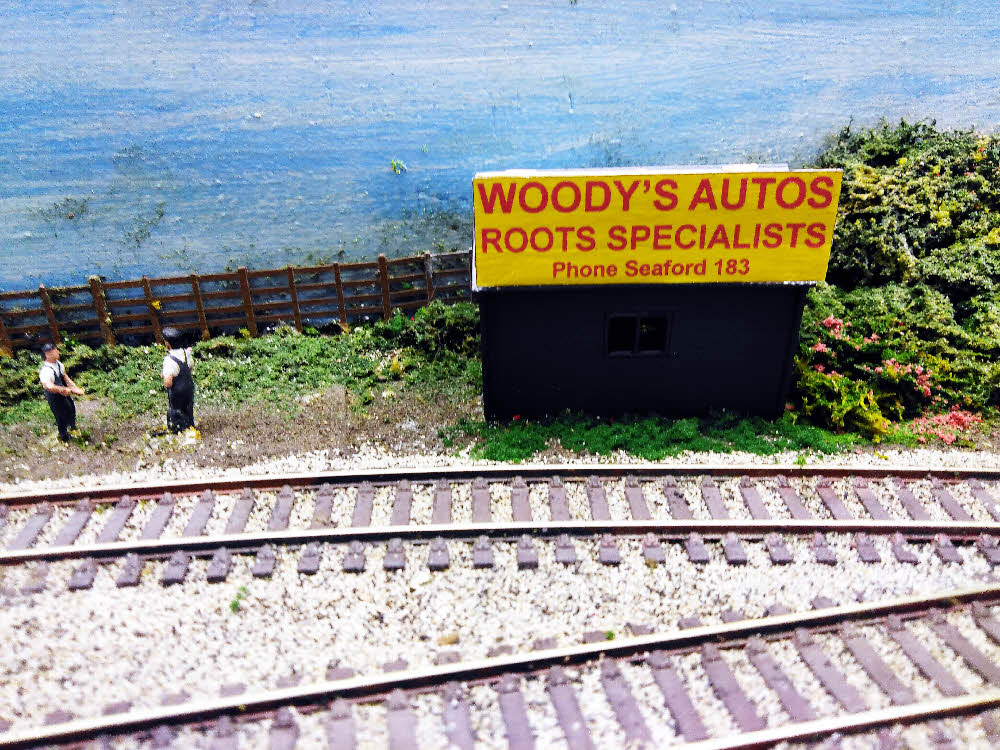 WOODY'S AUTOS
ROOTS SPECIALISTS
Phone Seaford 183